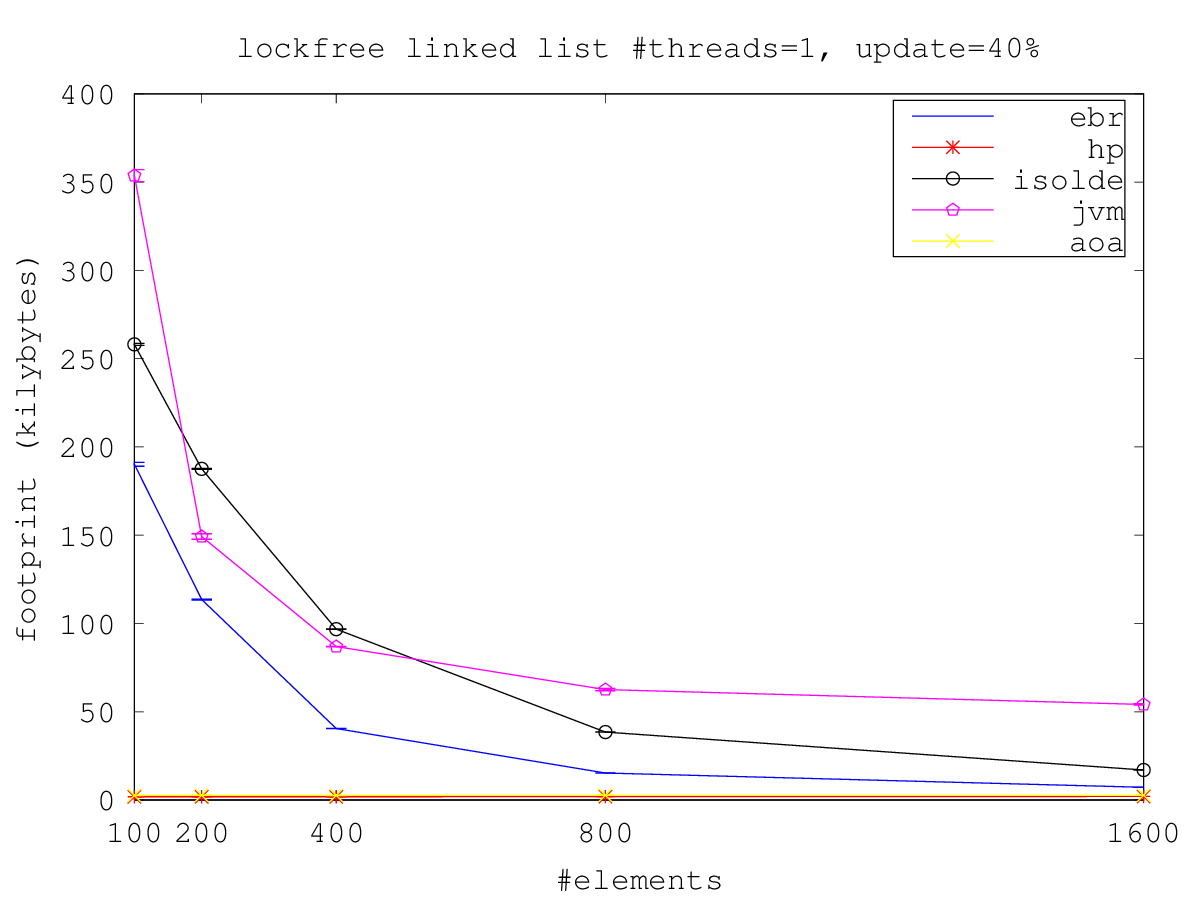 lockfree linked list #threads=1, update=40%
400
350
300
250
200
150
100
50
0
footprint (kilybytes)
ebr
hp
isolde
jvm
aoa
100 200 400 800 1600
#elements